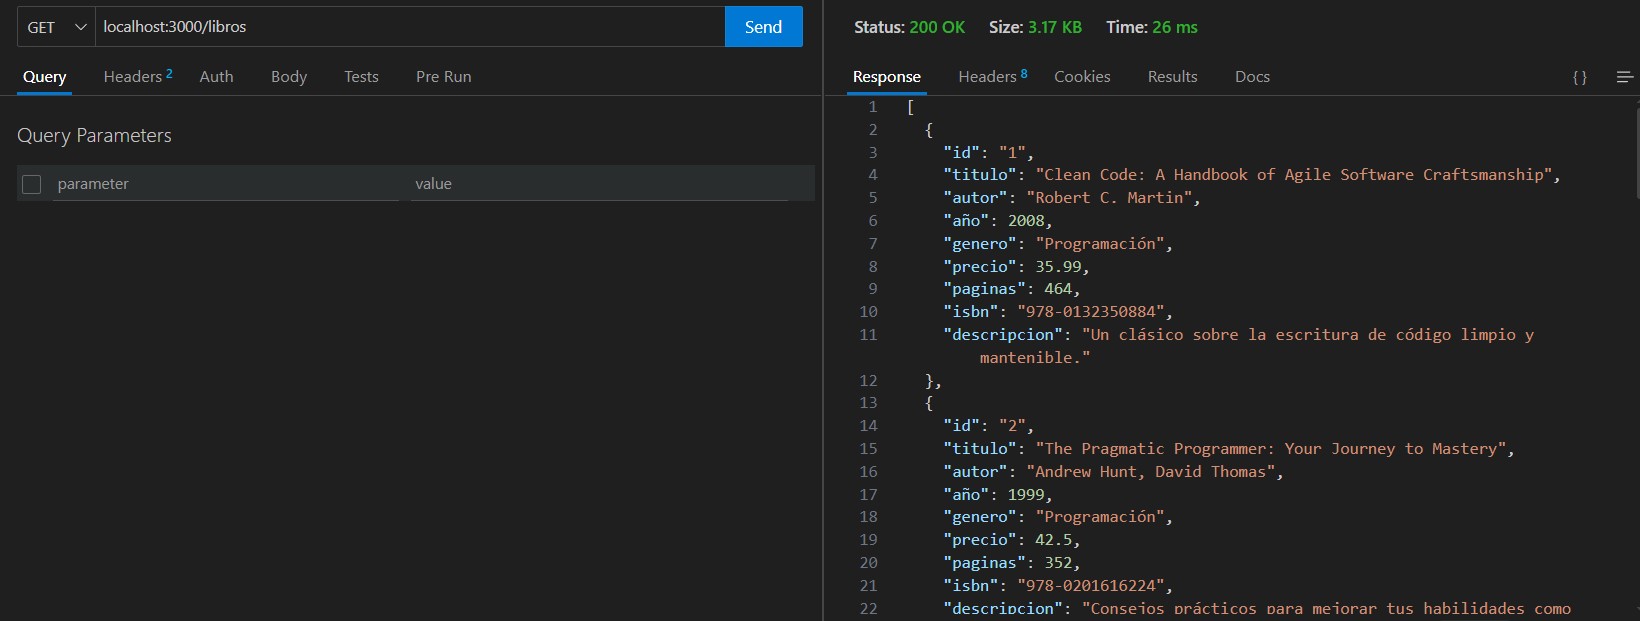 GET localhost:3000/libros Send
Query Headers 2 Auth Body Tests Pre Run
Query Parameters
parameter value
Status: 200 OK Size: 3.17 KB Time: 26 ms
Response Headers 8 Cookies Results Docs { }
1 [
2 {
3 "id": "1",
4 "titulo": "Clean Code: A Handbook of Agile Software Craftsmanship",
5 "autor": "Robert C. Martin",
6 "año": 2008,
7 "genero": "Programación",
8 "precio": 35.99,
9 "paginas": 464,
10 "isbn": "978-0132350884",
11 "descripcion": "Un clásico sobre la escritura de código limpio y
mantenible."
12 },
13 {
14 "id": "2",
15 "titulo": "The Pragmatic Programmer: Your Journey to Mastery",
16 "autor": "Andrew Hunt, David Thomas",
17 "año": 1999,
18 "genero": "Programación",
19 "precio": 42.5,
20 "paginas": 352,
21 "isbn": "978-0201616224",
22 "descripcion": "Consejos prácticos para mejorar tus habilidades como